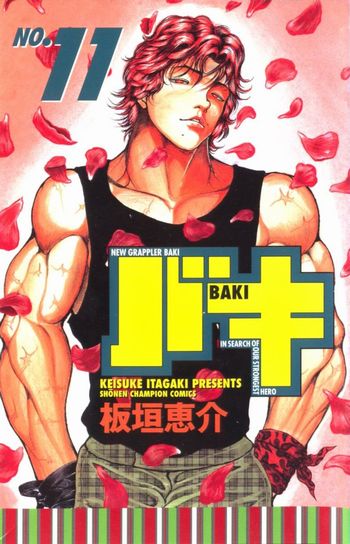 NO.11
NEW GRAPPLER BAKI
バキ
BAKI
IN SEARCH OF
OUR STRONGEST
HERO
KEISUKE ITAGAKI PRESENTS
SHŌNEN CHAMPION COMICS
板垣恵介